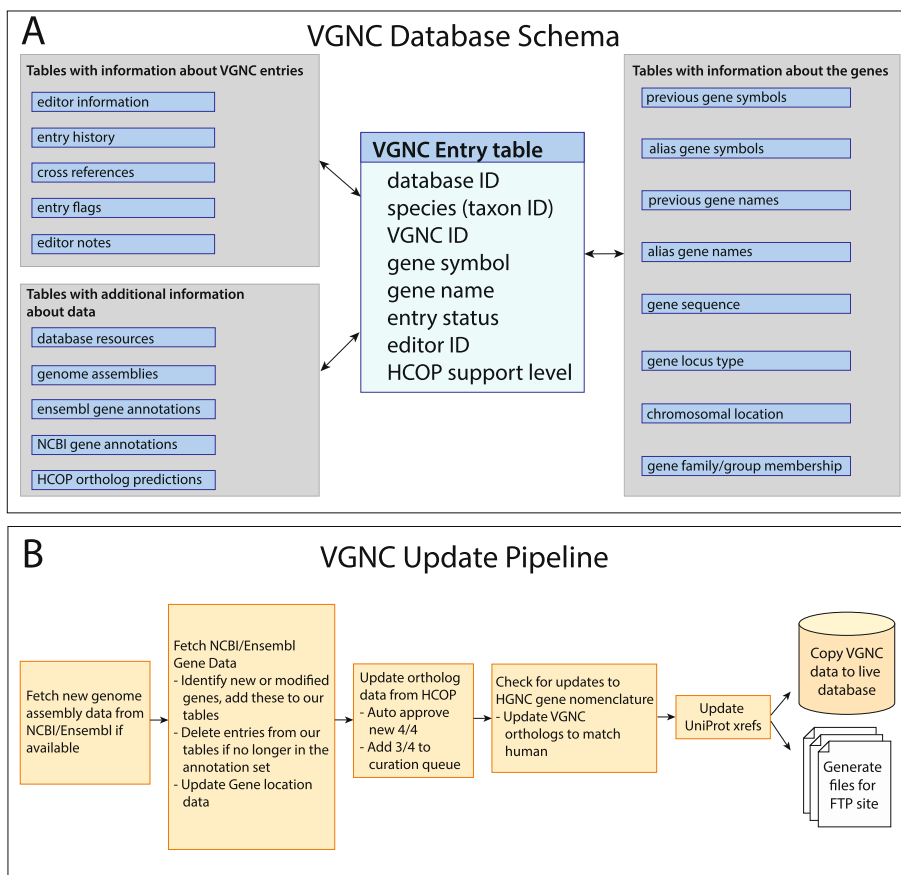 A
VGNC Database Schema
Tables with information about VGNC entries
editor information
entry history
cross references
entry flags
editor notes
Tables with additional information
about data
database resources
genome assemblies
ensembl gene annotations
NCBI gene annotations
HCOP ortholog predictions
VGNC Entry table
database ID
species (taxon ID)
VGNC ID
gene symbol
gene name
entry status
editor ID
HCOP support level
Tables with information about the genes
previous gene symbols
alias gene symbols
previous gene names
alias gene names
gene sequence
gene locus type
chromosomal location
gene family/group membership
B
VGNC Update Pipeline
Fetch new genome
assembly data from
NCBI/Ensembl if
available
Fetch NCBI/Ensembl
Gene Data
- Identify new or modified
genes, add these to our
tables
- Delete entries from our
tables if no longer in the
annotation set
- Update Gene location
data
Update ortholog
data from HCOP
- Auto approve
new 4/4
- Add 3/4 to
curation queue
Check for updates to
HGNC gene nomenclature
- Update VGNC
orthologs to match
human
Update
UniProt xrefs
Copy VGNC
data to live
database
Generate
files for
FTP site